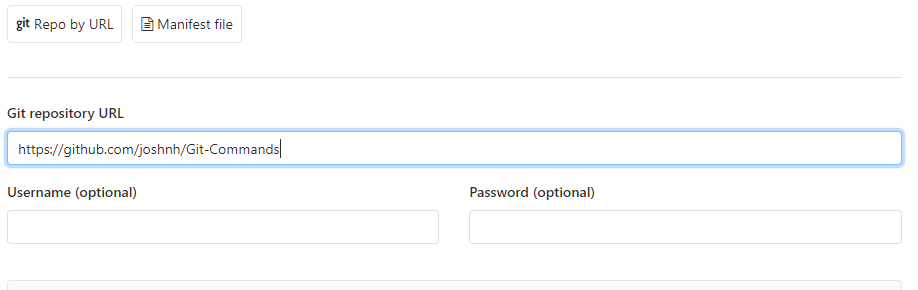 git Repo by URL Manifest file
Git repository URL
https://github.com/joshnh/Git-Commands
Username (optional) Password (optional)